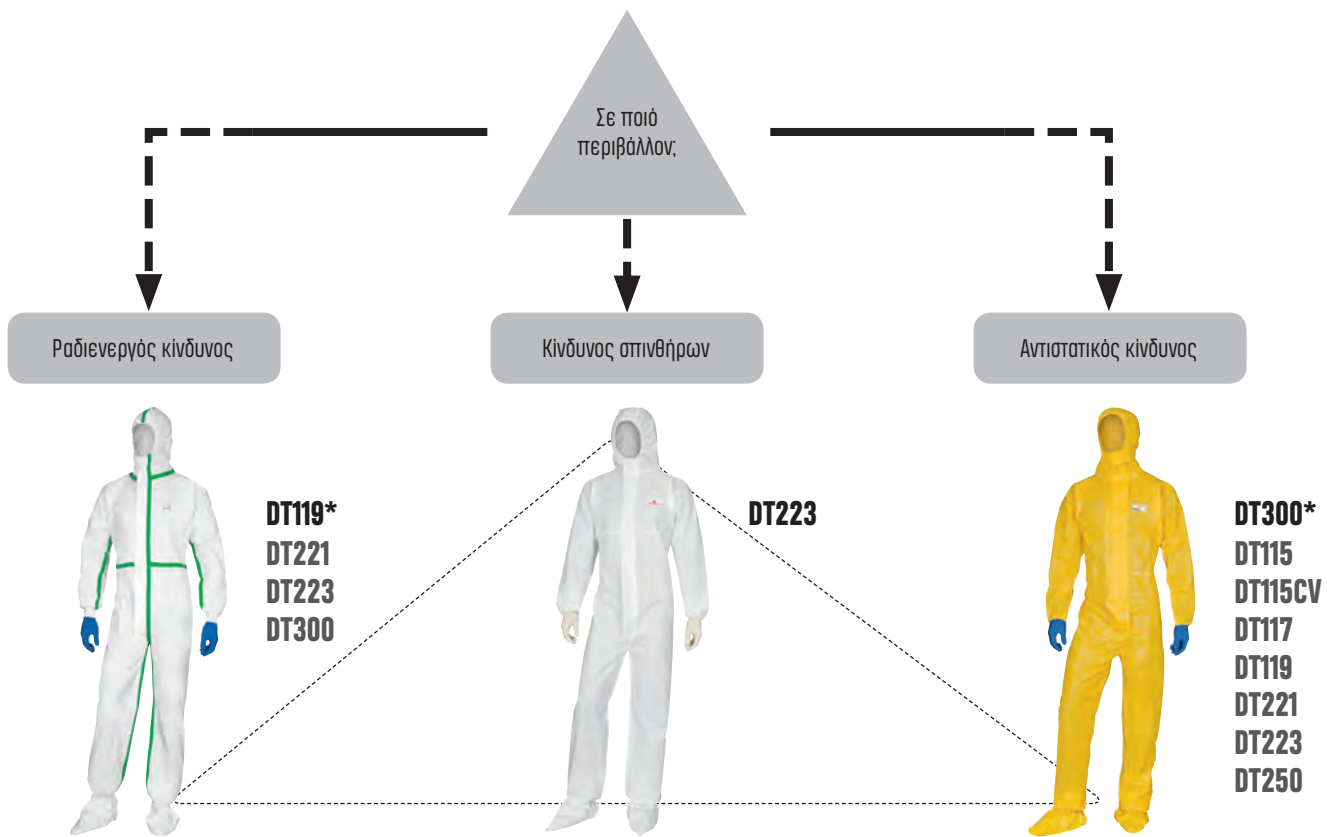 Σε ποιό
περιβάλλον;
Ραδιενεργός κίνδυνος
Κίνδυνος σπινθήρων
Αντιστατικός κίνδυνος
DT119*
DT221
DT223
DT300
DT223
DT300*
DT115
DT115CV
DT117
DT119
DT221
DT223
DT250